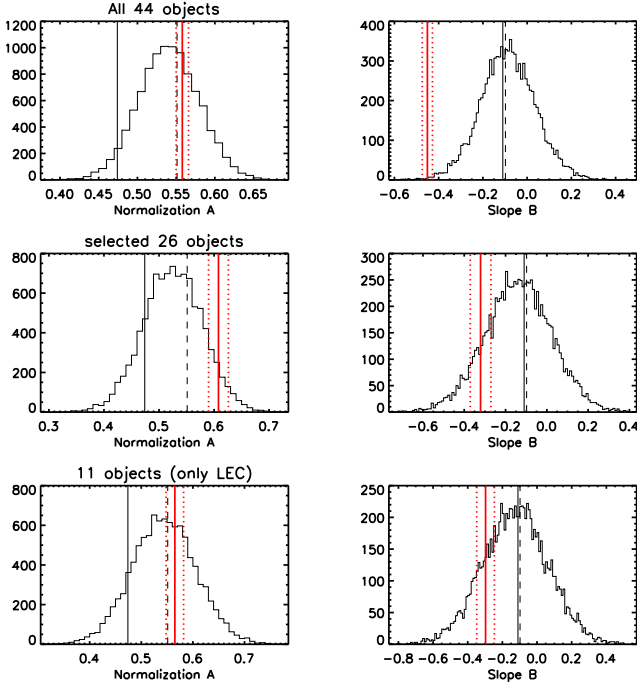 All 44 objects
1200
1000
800
600
400
200
0
0.40 0.45 0.50 0.55 0.60 0.65
Normalization A
400
300
200
100
0
-0.6 -0.4 -0.2 0.0 0.2 0.4
Slope B
selected 26 objects
800
600
400
200
0
0.3 0.4 0.5 0.6 0.7
Normalization A
300
250
200
150
100
50
0
-0.6 -0.4 -0.2 0.0 0.2 0.4
Slope B
11 objects (only LEC)
800
600
400
200
0
0.4 0.5 0.6 0.7
Normalization A
250
200
150
100
50
0
-0.8 -0.6 -0.4 -0.2 0.0 0.2 0.4
Slope B